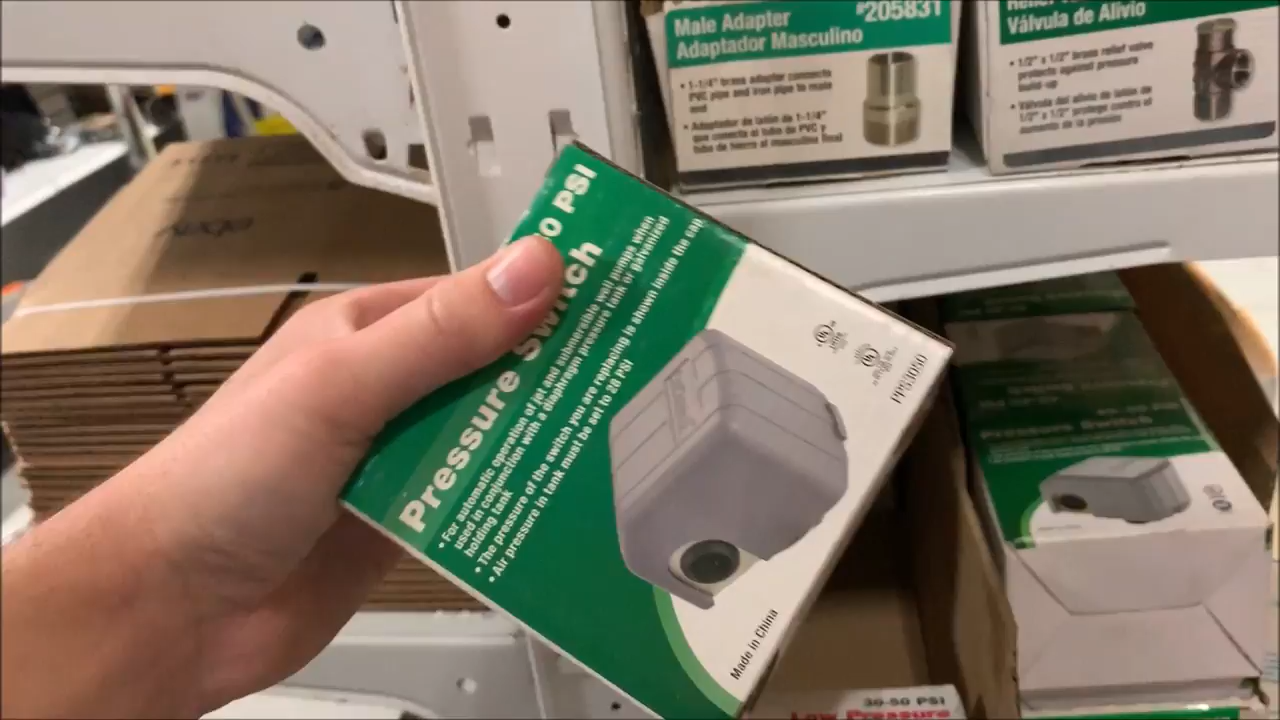 Male Adapter #205831
Adaptador Masculino
• 1-1/4" brass adapter connects
PVC pipe and iron pipe to male
end
• Adaptador de latón de 1-1/4"
que conecta el tubo de PVC y
tubo de hierro al masculino final
Válvula de Alivio
• 1/2" x 1/2" brass relief valve
protects against pressure
build-up
• Válvula del alivio de latón de
1/2" x 1/2" protege contra el
aumento de la presión
0 PSI
Pressure Switch
• For automatic operation of jet and submersible well pumps when
used in conjunction with a diaphragm pressure tank or galvanized
holding tank
• The pressure of the switch you are replacing is shown inside the cap
• Air pressure in tank must be set to 28 PSI
UL
UL
PPS3050
Made in China
Pressure Switch
30-50 PSI
Low Pressure